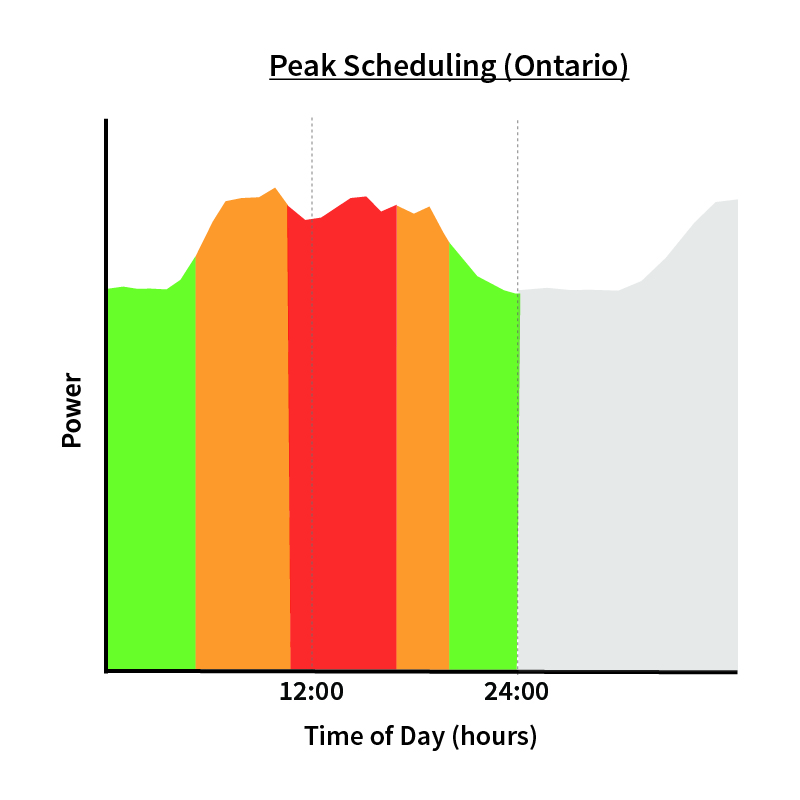 Peak Scheduling (Ontario)
Power
12:00
24:00
Time of Day (hours)